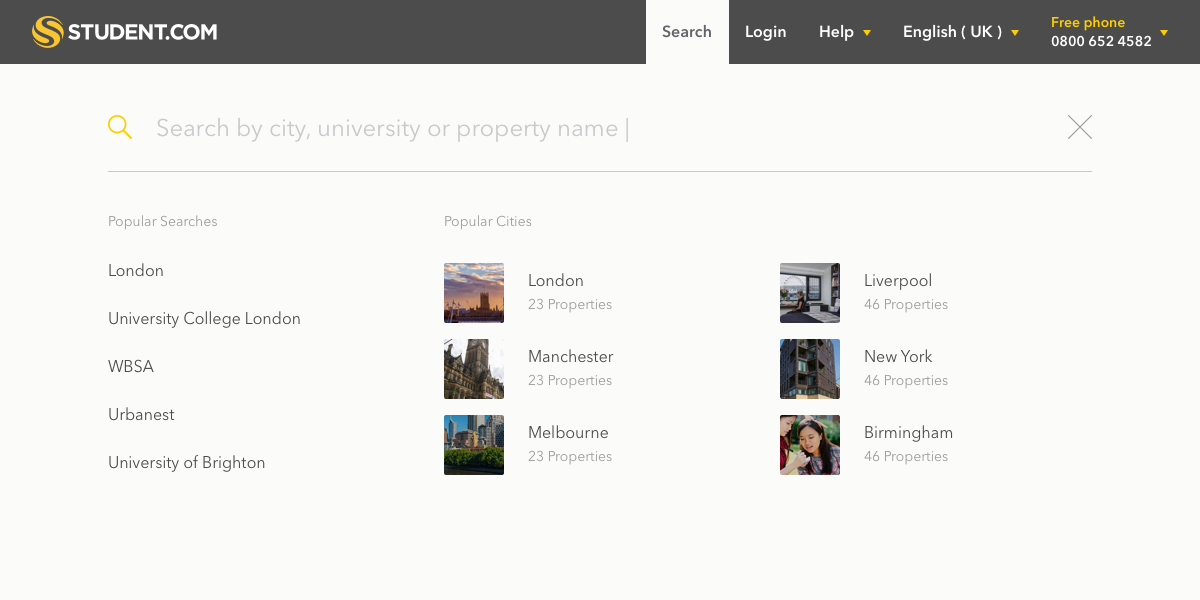 STUDENT.COM
Search
Login
Help
English ( UK )
Free phone
0800 652 4582
Search by city, university or property name |
Popular Searches
London
University College London
WBSA
Urbanest
University of Brighton
Popular Cities
London
23 Properties
Manchester
23 Properties
Melbourne
23 Properties
Liverpool
46 Properties
New York
46 Properties
Birmingham
46 Properties